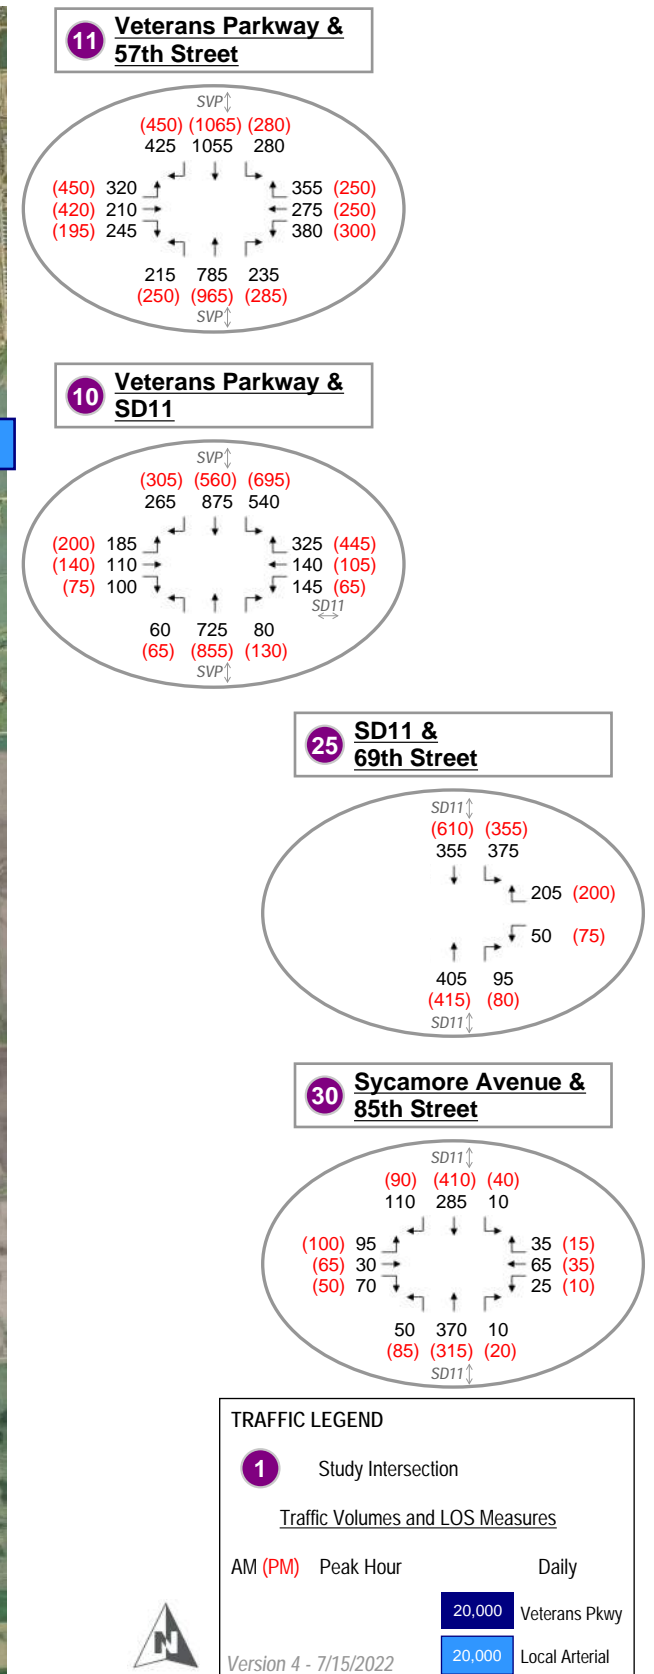 11 Veterans Parkway &
57th Street
SVP
(450) (1065) (280)
425 1055 280
(450) 320 355 (250)
(420) 210 275 (250)
(195) 245 380 (300)
215 785 235
(250) (965) (285)
SVP
10 Veterans Parkway &
SD11
SVP
(305) (560) (695)
265 875 540
(200) 185 325 (445)
(140) 110 140 (105)
(75) 100 145 (65)
SD11
60 725 80
(65) (855) (130)
SVP
25 SD11 &
69th Street
SD11
(610) (355)
355 375
205 (200)
50 (75)
405 95
(415) (80)
SD11
30 Sycamore Avenue &
85th Street
SD11
(90) (410) (40)
110 285 10
(100) 95 35 (15)
(65) 30 65 (35)
(50) 70 25 (10)
50 370 10
(85) (315) (20)
SD11
TRAFFIC LEGEND
1 Study Intersection
Traffic Volumes and LOS Measures
AM (PM) Peak Hour Daily
20,000 Veterans Pkwy
20,000 Local Arterial
N
Version 4 - 7/15/2022